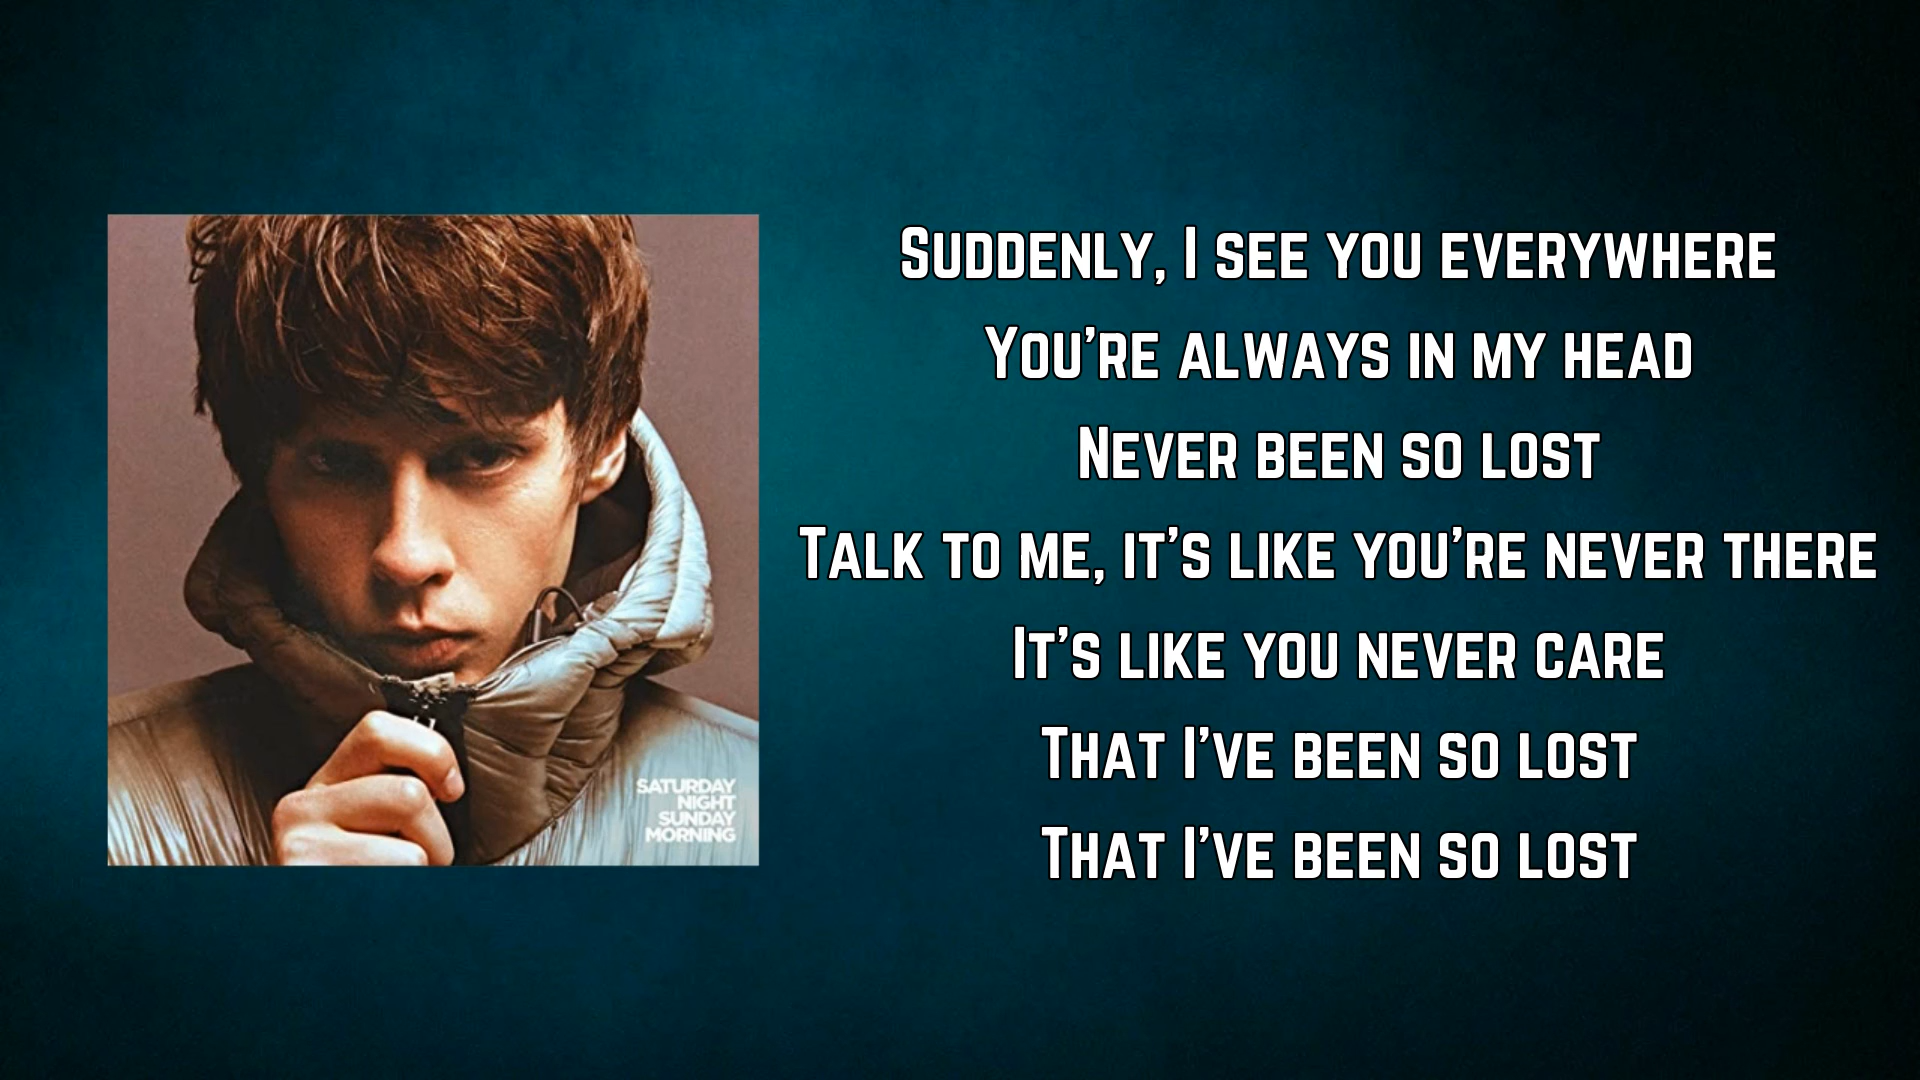 SATURDAY
NIGHT
SUNDAY
MORNING
Suddenly, I see you everywhere
You're always in my head
Never been so lost
Talk to me, it's like you're never there
It's like you never care
That I've been so lost
That I've been so lost